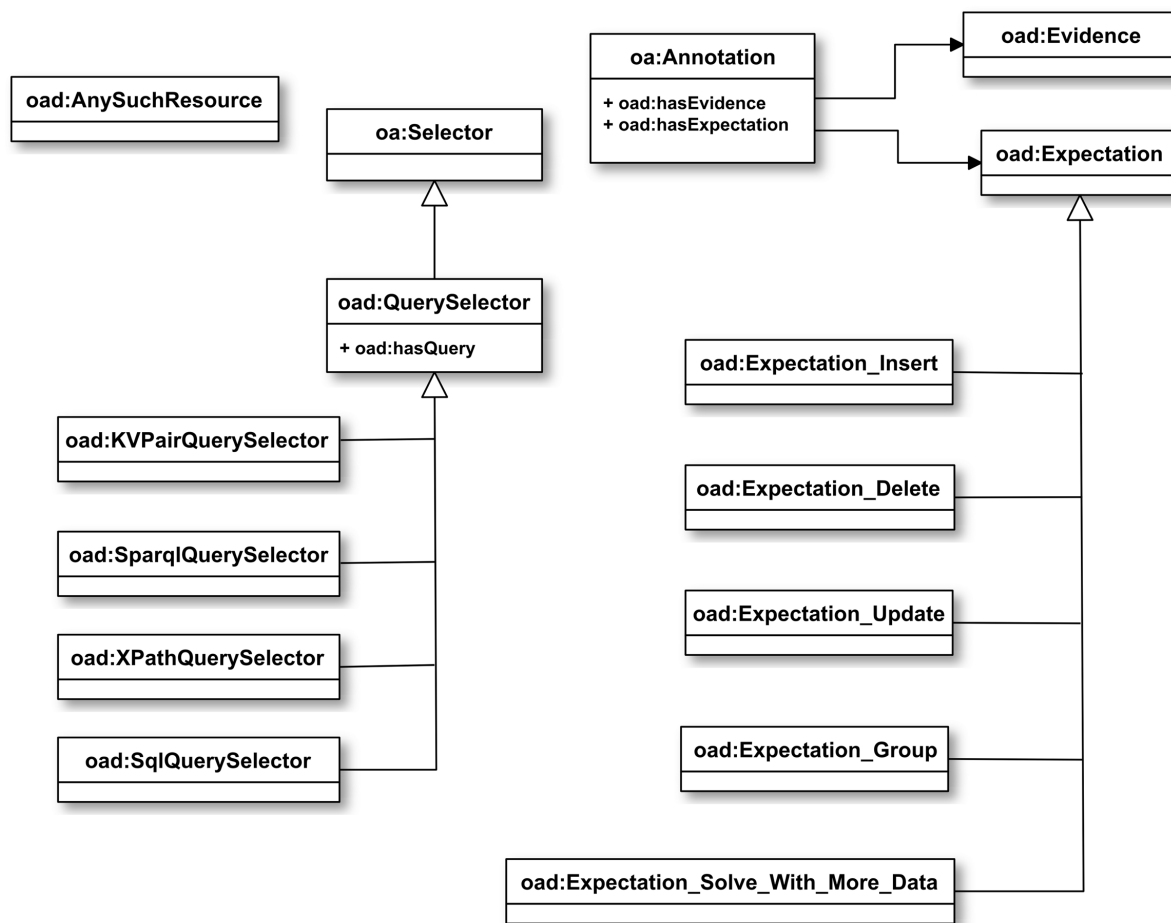 oad:AnySuchResource
oa:Selector
oad:QuerySelector
+ oad:hasQuery
oad:KVPairQuerySelector
oad:SparqlQuerySelector
oad:XPathQuerySelector
oad:SqlQuerySelector
oa:Annotation
+ oad:hasEvidence
+ oad:hasExpectation
oad:Evidence
oad:Expectation
oad:Expectation_Insert
oad:Expectation_Delete
oad:Expectation_Update
oad:Expectation_Group
oad:Expectation_Solve_With_More_Data